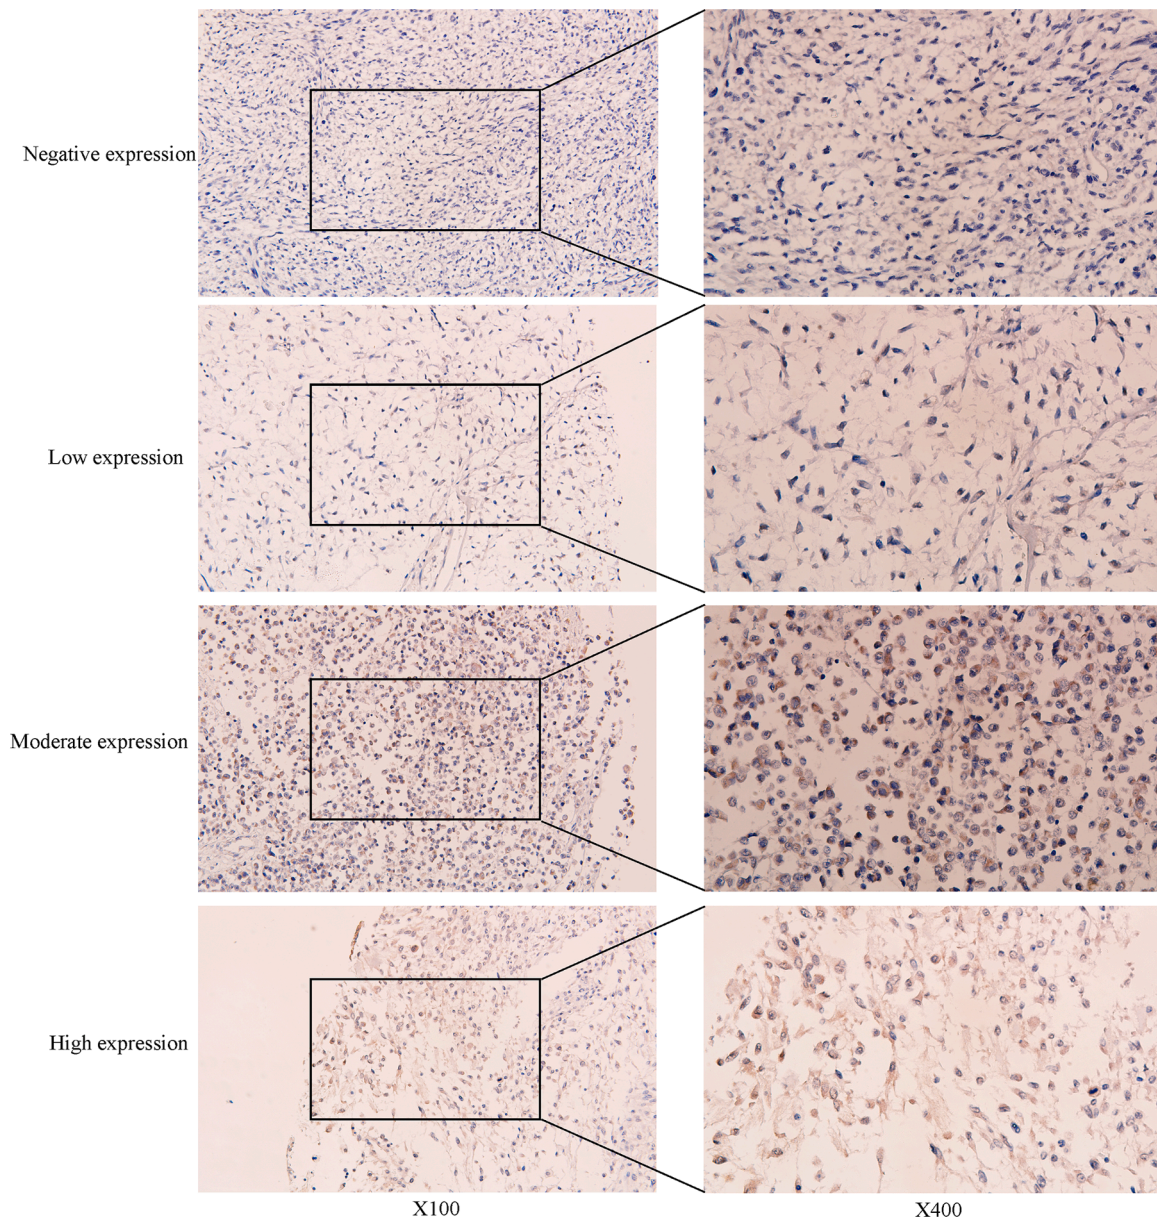 Negative expression
Low expression
Moderate expression
High expression
X100
X400